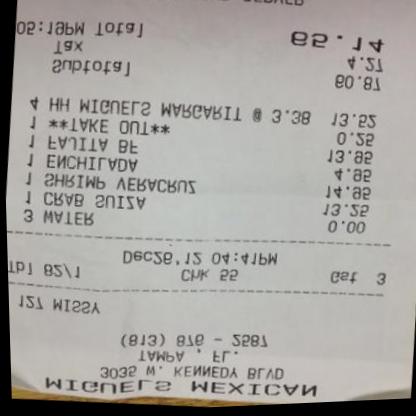 MIGUELS MEXICAN
3035 W. KENNEDY BLVD
TAMPA , FL.
(813) 876 - 2587
127 MISSY
Tbl 82/1 Chk 55 Gst 3
Dec26'12 04:41PM
3 WATER 0.00
1 CRAB SUIZA 13.25
1 SHRIMP VERACRUZ 14.95
1 ENCHILADA 4.95
1 FAJITA BF 13.95
1 **TAKE OUT** 0.25
4 HH MIGUELS MARGARIT @ 3.38 13.52
Subtotal 60.87
Tax 4.27
05:19PM Total 65.14
SERVER